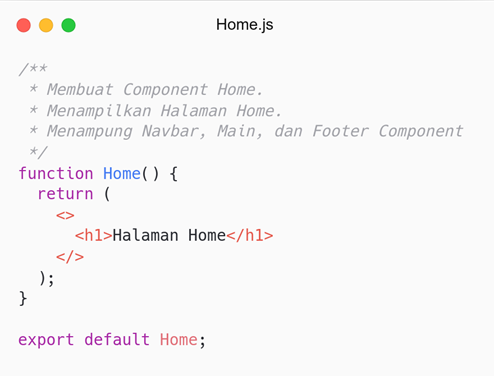 Home.js
/**
 * Membuat Component Home.
 * Menampilkan Halaman Home.
 * Menampung Navbar, Main, dan Footer Component
 */
function Home() {
  return (
    <>
      <h1>Halaman Home</h1>
    </>
  );
}
export default Home;